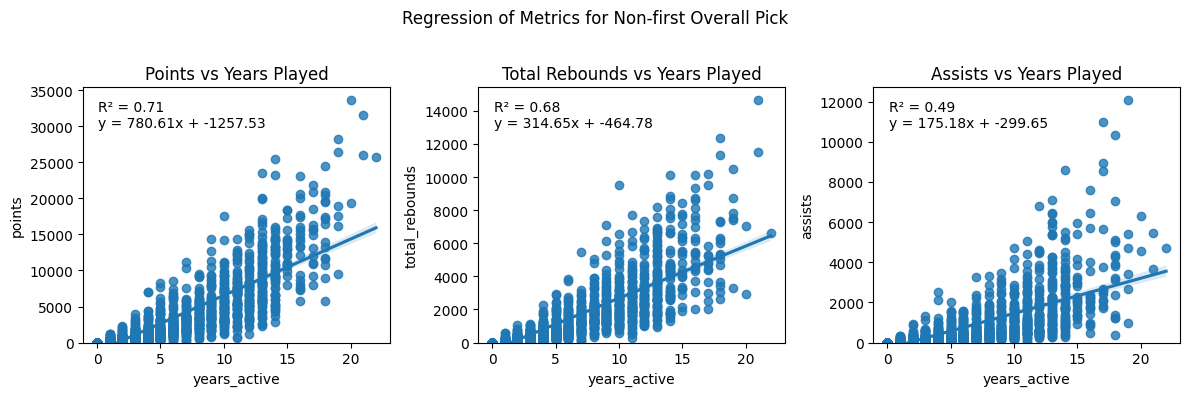 Regression of Metrics for Non-first Overall Pick
Points vs Years Played
R² = 0.71
y = 780.61x + -1257.53
35000
30000
25000
20000
15000
10000
5000
0
points
0 5 10 15 20
years_active
Total Rebounds vs Years Played
R² = 0.68
y = 314.65x + -464.78
14000
12000
10000
8000
6000
4000
2000
0
total_rebounds
0 5 10 15 20
years_active
Assists vs Years Played
R² = 0.49
y = 175.18x + -299.65
12000
10000
8000
6000
4000
2000
0
assists
0 5 10 15 20
years_active